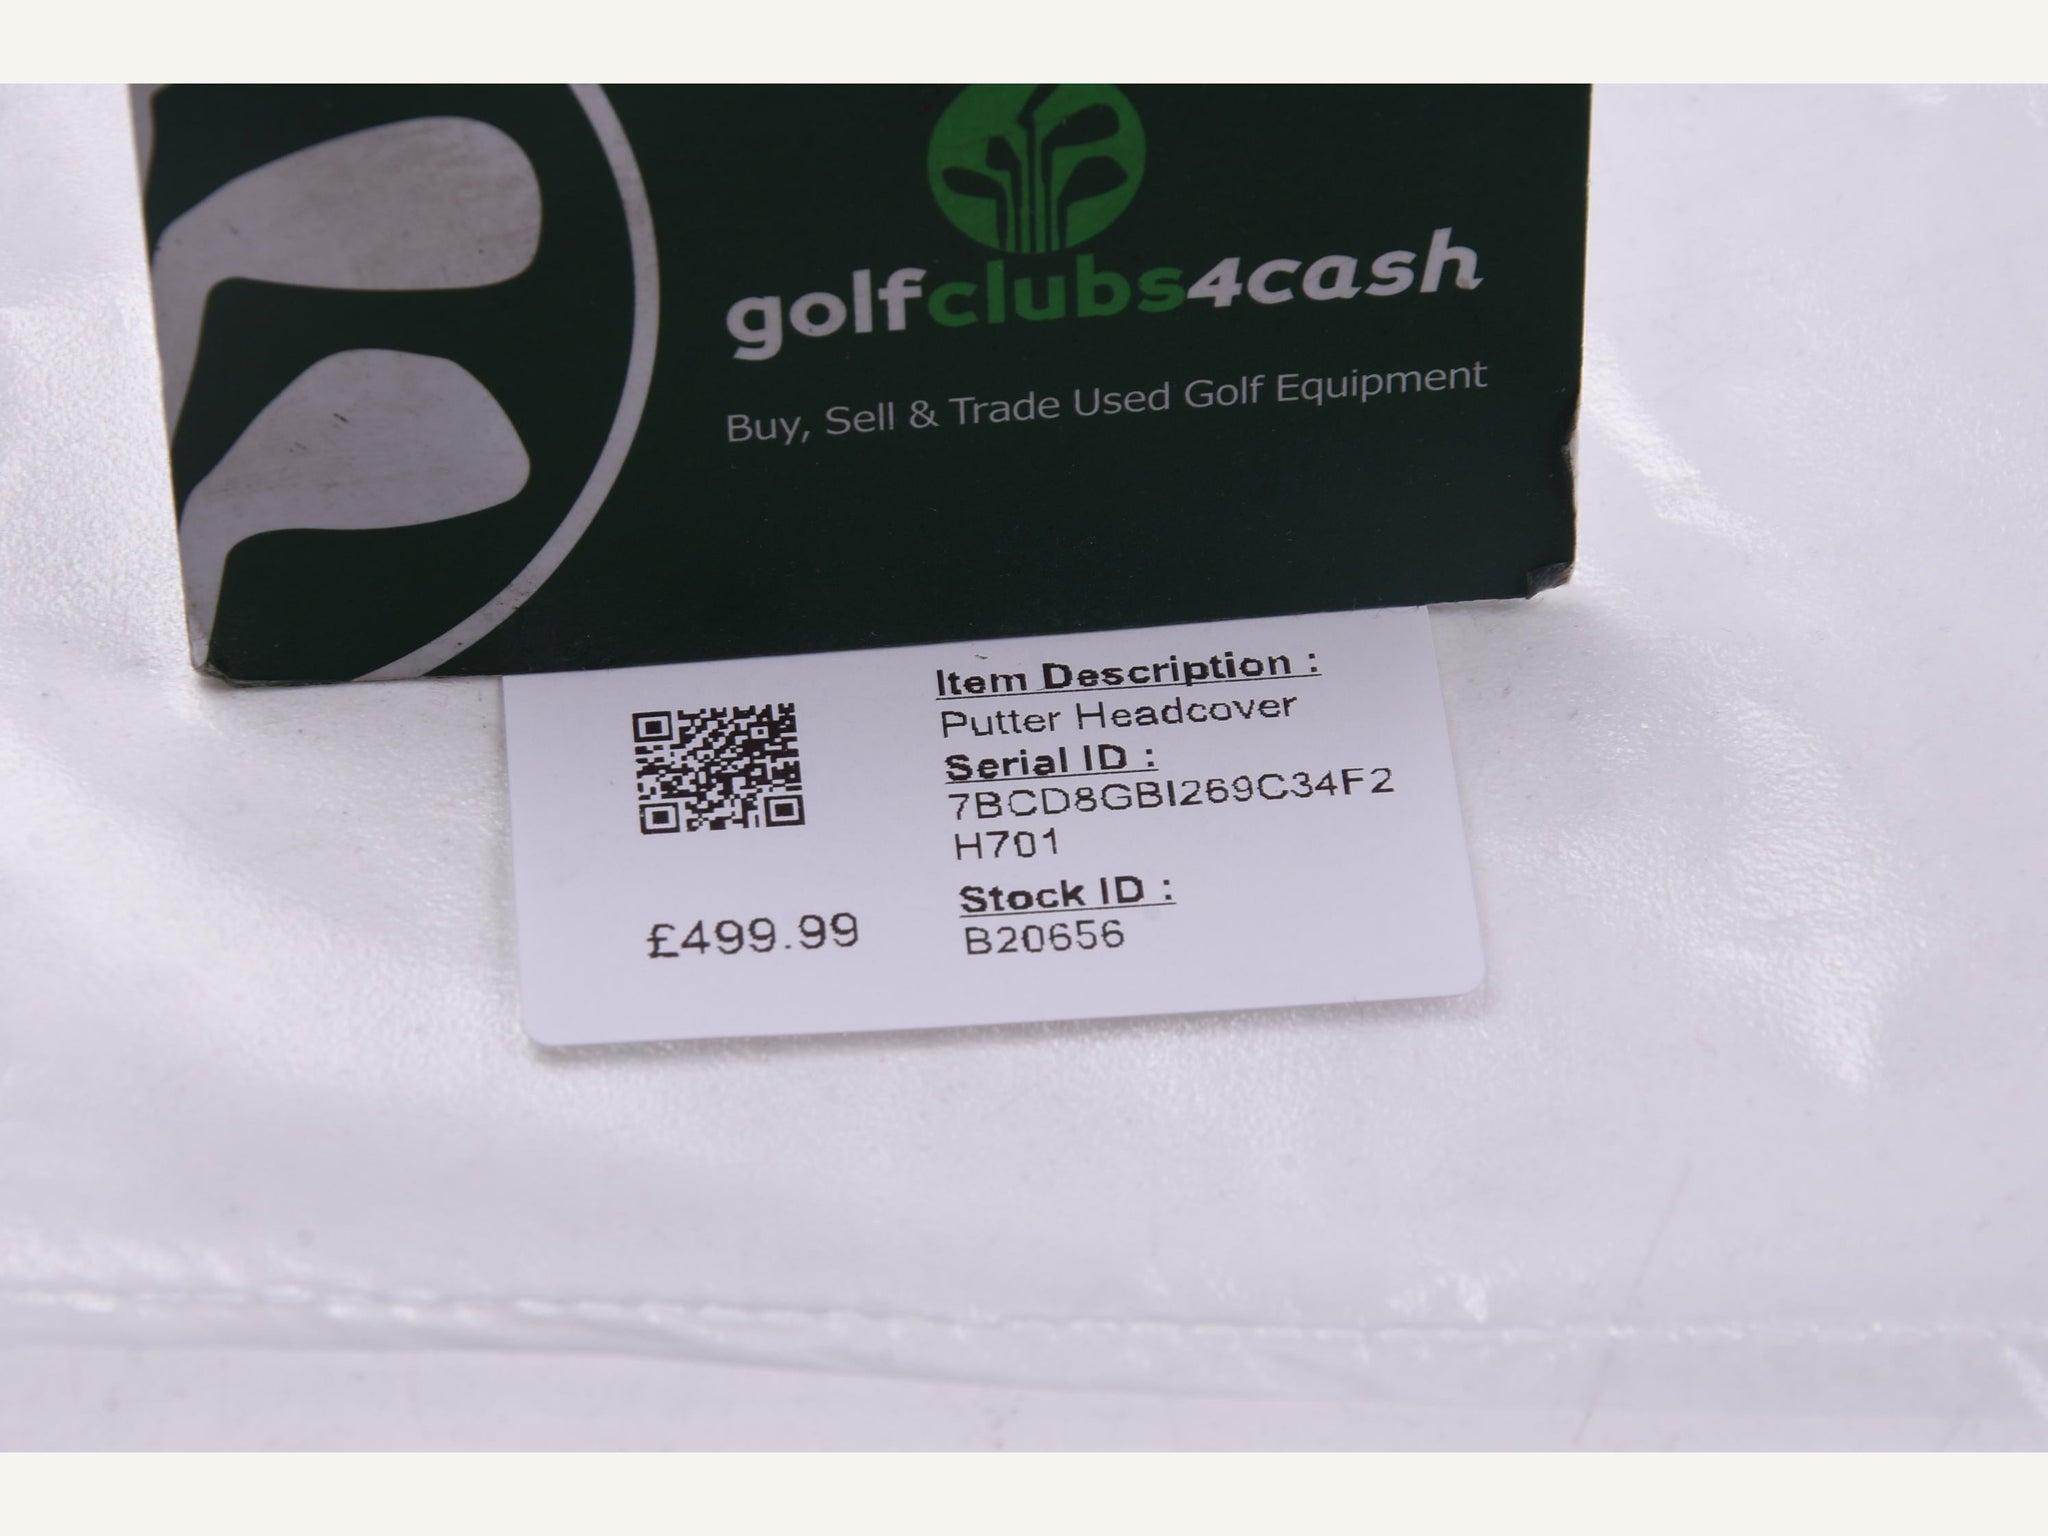 golfclubs4cash
Buy, Sell & Trade Used Golf Equipment
Item Description :
Putter Headcover
Serial ID :
7BCD8GBI269C34F2
H701
Stock ID :
B20656
£499.99